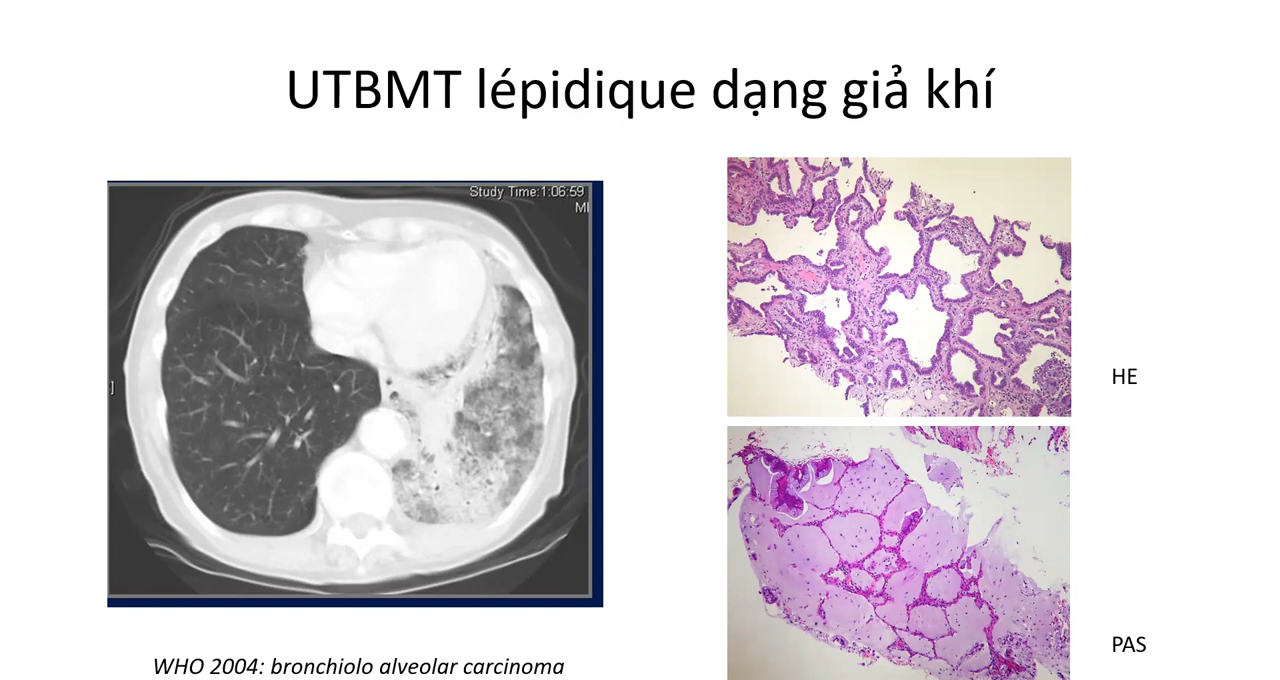 UTBMT lépidique dạng giả khí
Study Time:1:06:59
MI
]
HE
PAS
WHO 2004: bronchiolo alveolar carcinoma